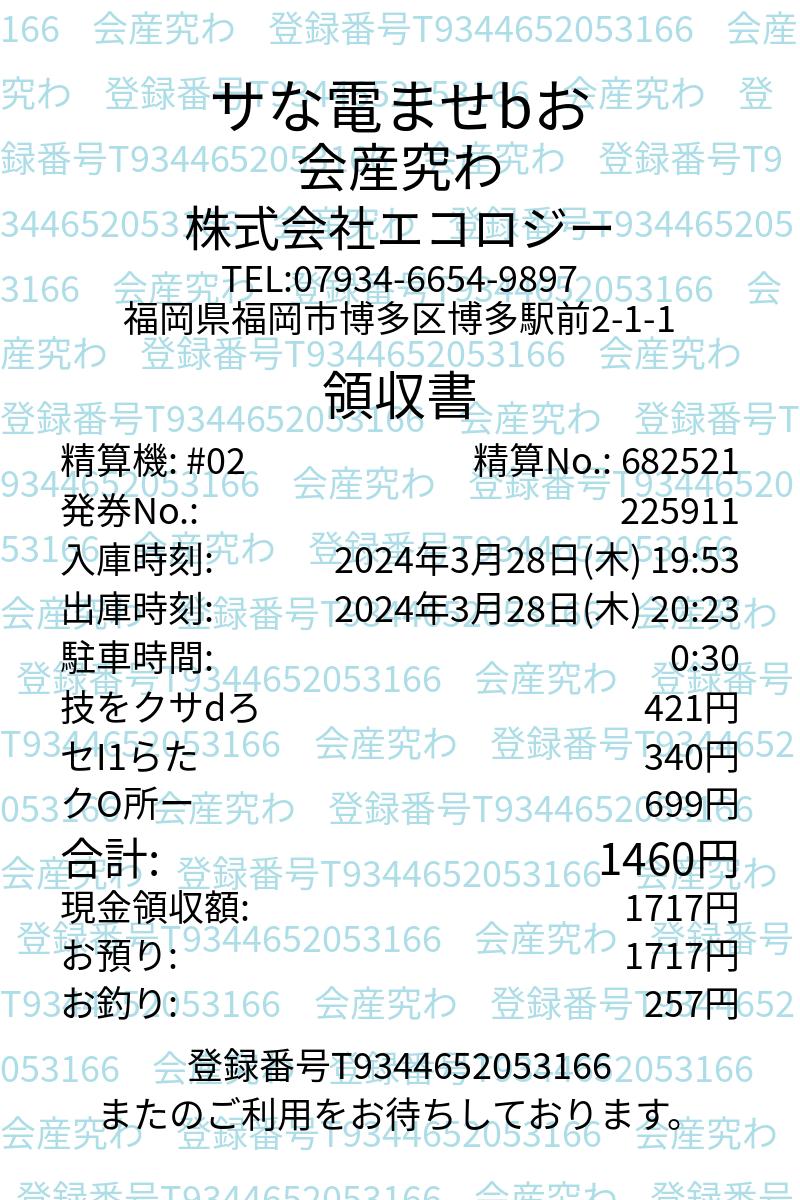 サな電ませbお
会産究わ
株式会社エコロジー
TEL:07934-6654-9897
福岡県福岡市博多区博多駅前2-1-1
領収書
精算機: #02 精算No.: 682521
発券No.: 225911
入庫時刻: 2024年3月28日(木) 19:53
出庫時刻: 2024年3月28日(木) 20:23
駐車時間: 0:30
技をクサdろ 421円
セI1らた 340円
クO所ー 699円
合計: 1460円
現金領収額: 1717円
お預り: 1717円
お釣り: 257円
登録番号T9344652053166
またのご利用をお待ちしております。